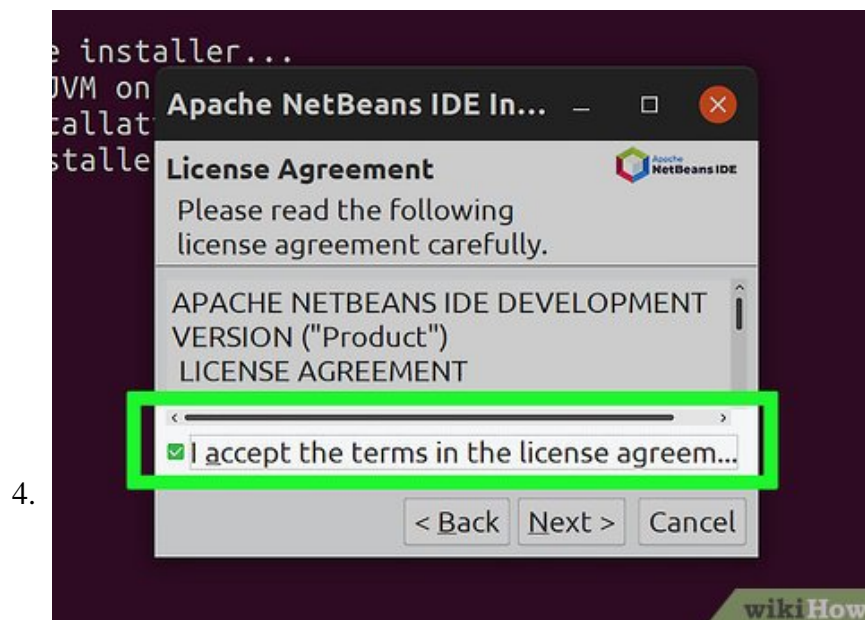 e installer...
JVM on
tallat
stalle
Apache NetBeans IDE In...
License Agreement
Apache
NetBeans IDE
Please read the following
license agreement carefully.
APACHE NETBEANS IDE DEVELOPMENT
VERSION ("Product")
LICENSE AGREEMENT
I accept the terms in the license agreem...
4.
< Back Next > Cancel
wikiHow